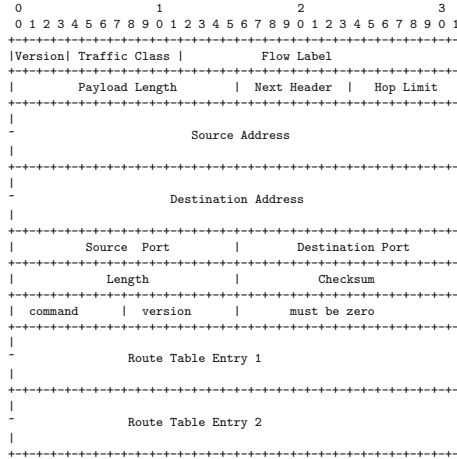 0 1 2 3
0 1 2 3 4 5 6 7 8 9 0 1 2 3 4 5 6 7 8 9 0 1 2 3 4 5 6 7 8 9 0 1
+-+-+-+-+-+-+-+-+-+-+-+-+-+-+-+-+-+-+-+-+-+-+-+-+-+-+-+-+-+-+-+-+
|Version| Traffic Class | Flow Label
+-+-+-+-+-+-+-+-+-+-+-+-+-+-+-+-+-+-+-+-+-+-+-+-+-+-+-+-+-+-+-+-+
| Payload Length | Next Header | Hop Limit
+-+-+-+-+-+-+-+-+-+-+-+-+-+-+-+-+-+-+-+-+-+-+-+-+-+-+-+-+-+-+-+-+
|
~ Source Address
|
+-+-+-+-+-+-+-+-+-+-+-+-+-+-+-+-+-+-+-+-+-+-+-+-+-+-+-+-+-+-+-+-+
|
~ Destination Address
|
+-+-+-+-+-+-+-+-+-+-+-+-+-+-+-+-+-+-+-+-+-+-+-+-+-+-+-+-+-+-+-+-+
| Source Port | Destination Port
+-+-+-+-+-+-+-+-+-+-+-+-+-+-+-+-+-+-+-+-+-+-+-+-+-+-+-+-+-+-+-+-+
| Length | Checksum
+-+-+-+-+-+-+-+-+-+-+-+-+-+-+-+-+-+-+-+-+-+-+-+-+-+-+-+-+-+-+-+-+
| command | version | must be zero
+-+-+-+-+-+-+-+-+-+-+-+-+-+-+-+-+-+-+-+-+-+-+-+-+-+-+-+-+-+-+-+-+
|
~ Route Table Entry 1
|
+-+-+-+-+-+-+-+-+-+-+-+-+-+-+-+-+-+-+-+-+-+-+-+-+-+-+-+-+-+-+-+-+
|
~ Route Table Entry 2
|
+-+-+-+-+-+-+-+-+-+-+-+-+-+-+-+-+-+-+-+-+-+-+-+-+-+-+-+-+-+-+-+-+